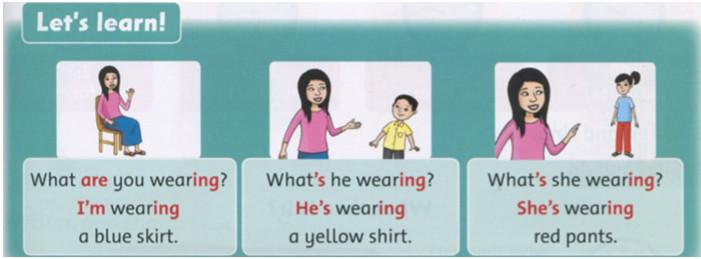 Let's learn!
What are you wearing?
I'm wearing
a blue skirt.
What's he wearing?
He's wearing
a yellow shirt.
What's she wearing?
She's wearing
red pants.